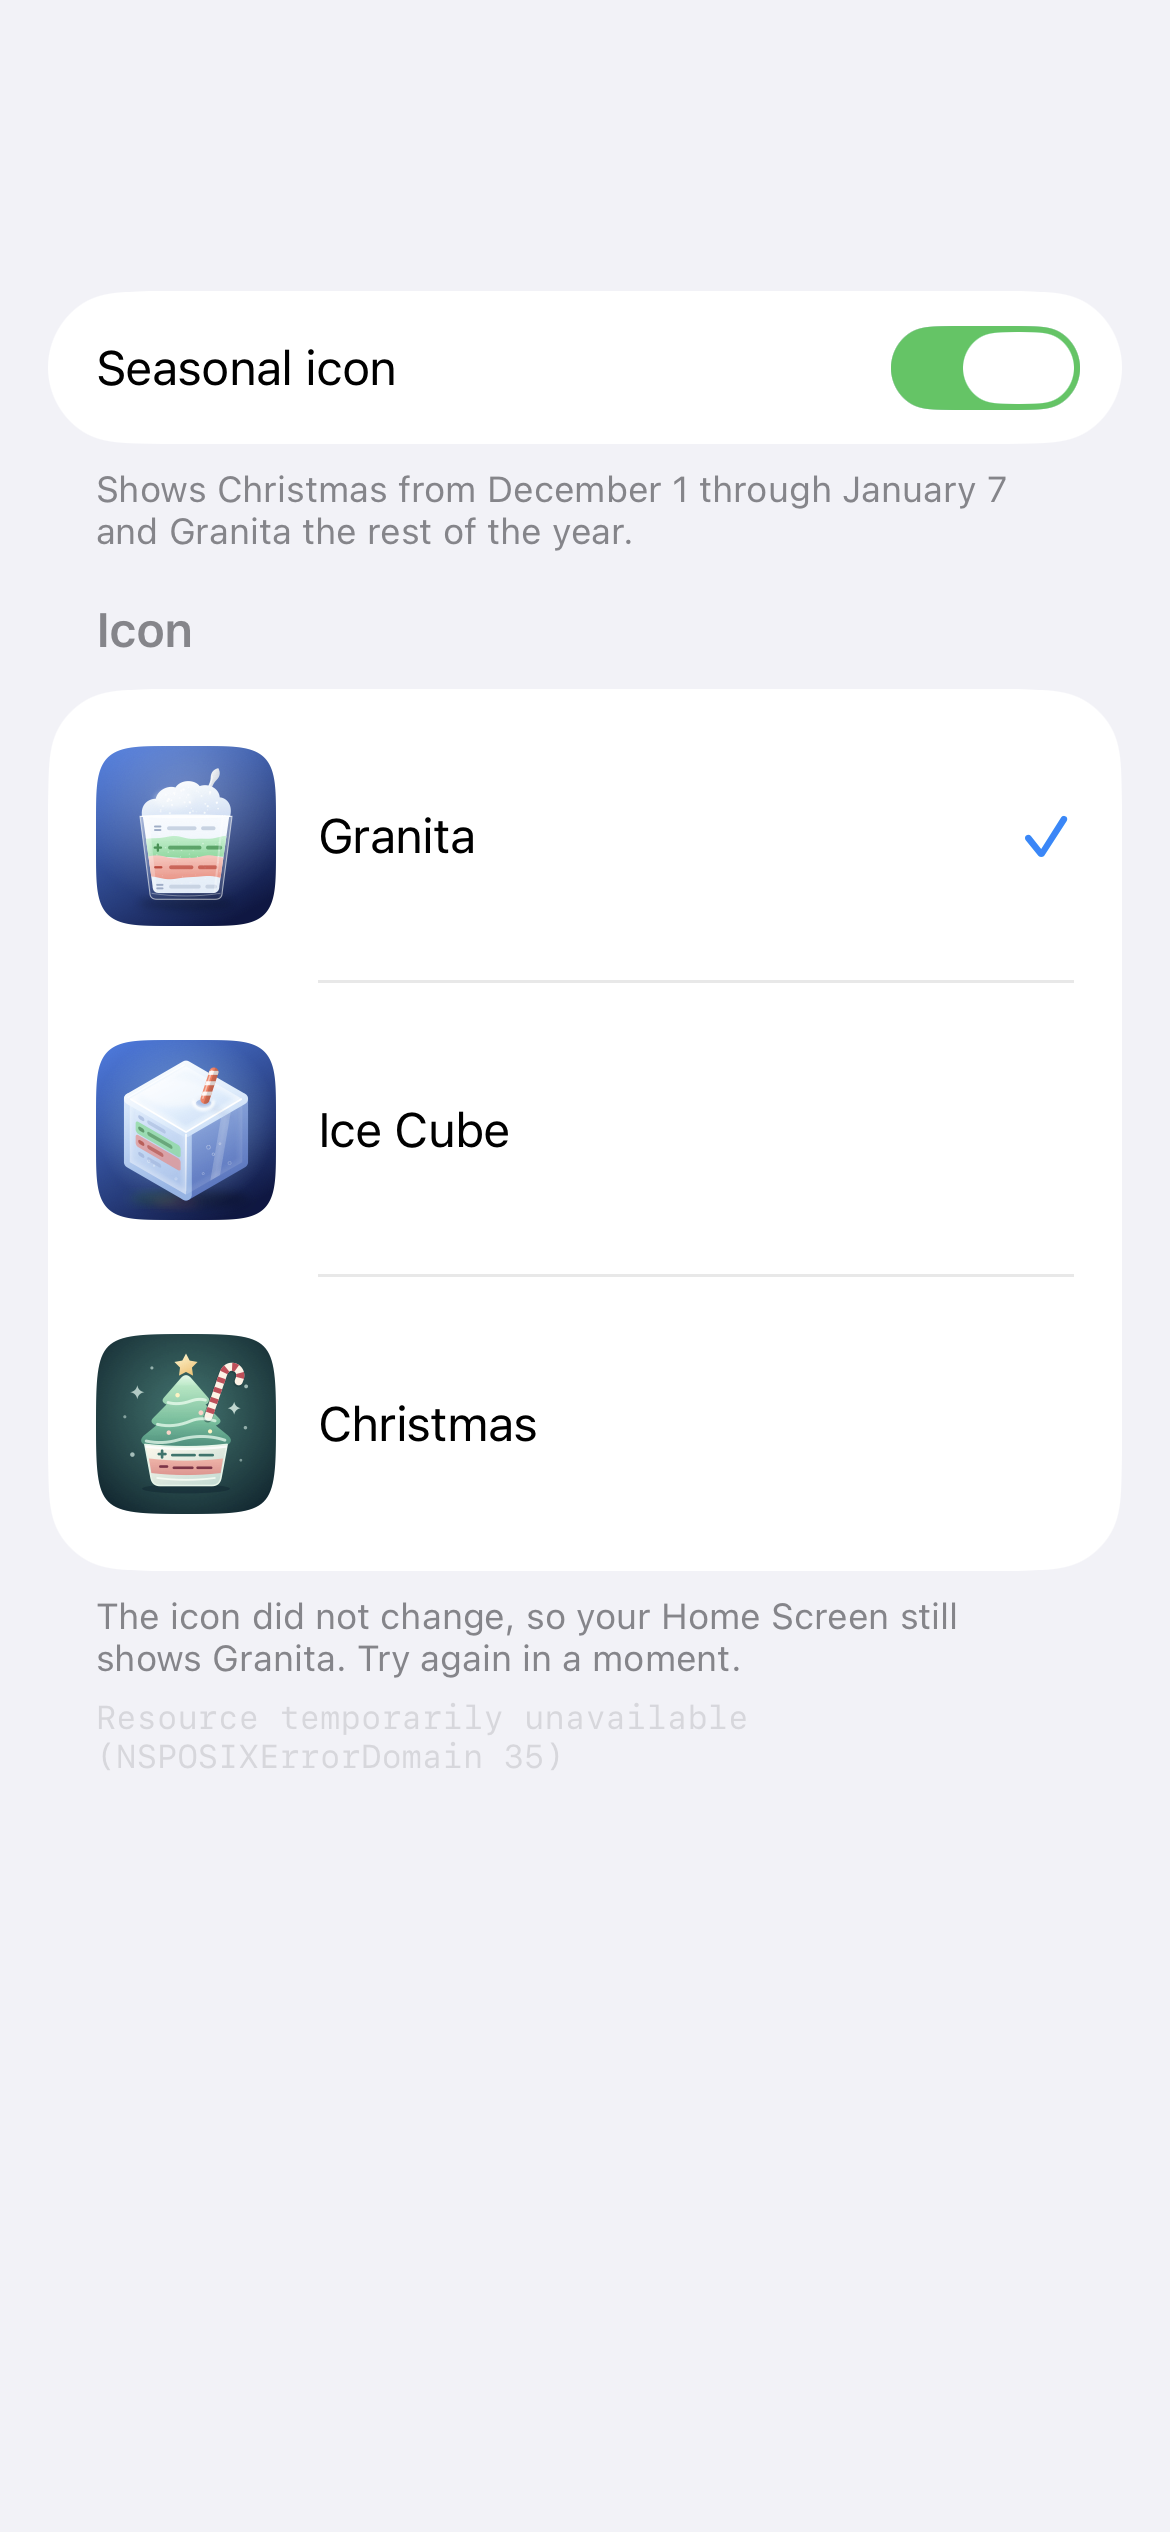 Seasonal icon
Shows Christmas from December 1 through January 7
and Granita the rest of the year.
Icon
Granita
Ice Cube
Christmas
The icon did not change, so your Home Screen still
shows Granita. Try again in a moment.
Resource temporarily unavailable
(NSPOSIXErrorDomain 35)